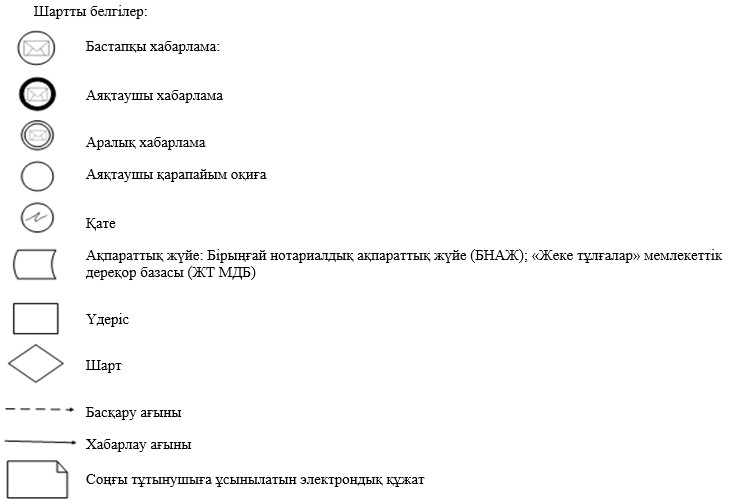 Шартты белгілер:
Бастапқы хабарлама:
Аяқтаушы хабарлама
Аралық хабарлама
Аяқтаушы қарапайым оқиға
Қате
Ақпараттық жүйе: Бірыңғай нотариалдық ақпараттық жүйе (БНАЖ); «Жеке тұлғалар» мемлекеттік
дереқор базасы (ЖТ МДБ)
Үдеріс
Шарт
Басқару ағыны
Хабарлау ағыны
Соңғы тұтынушыға ұсынылатын электрондық құжат